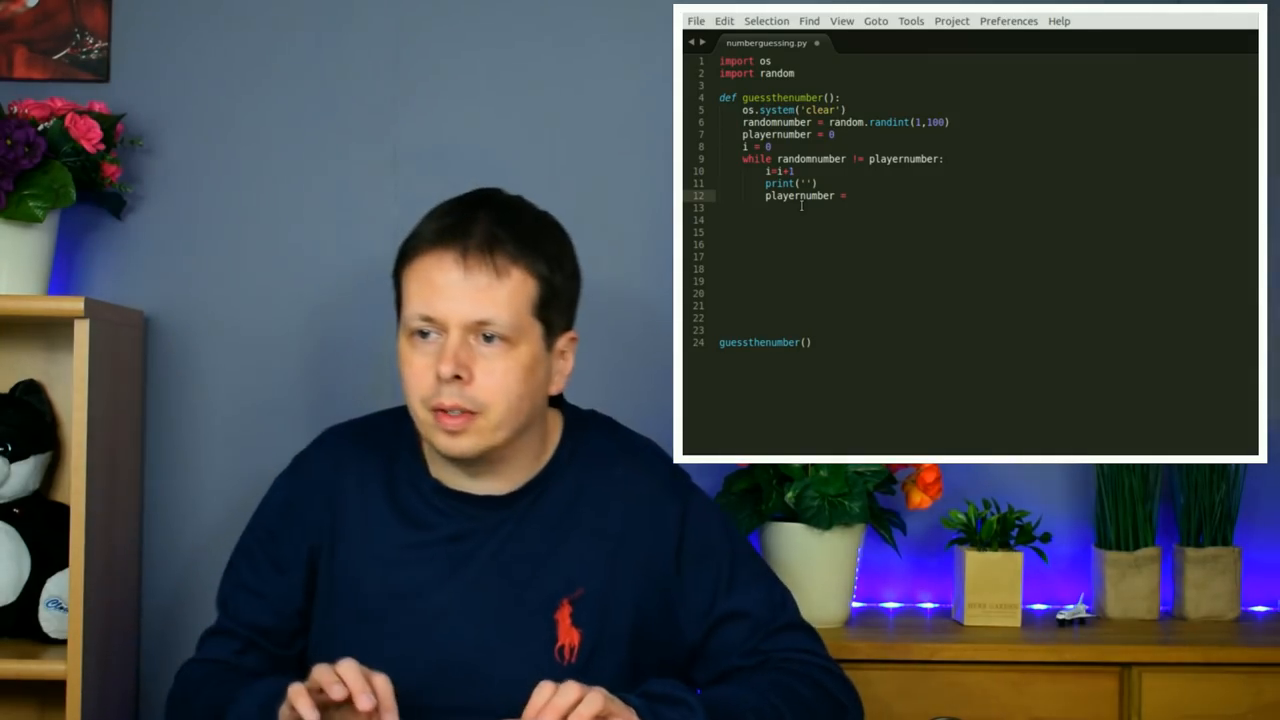 File Edit Selection Find View Goto Tools Project Preferences Help
numberguessing.py
1 import os
2 import random
3
4 def guessthenumber():
5 os.system('clear')
6 randomnumber = random.randint(1,100)
7 playernumber = 0
8 i = 0
9 while randomnumber != playernumber:
10 i=i+1
11 print('')
12 playernumber =
13
14
15
16
17
18
19
20
21
22
23
24 guessthenumber()